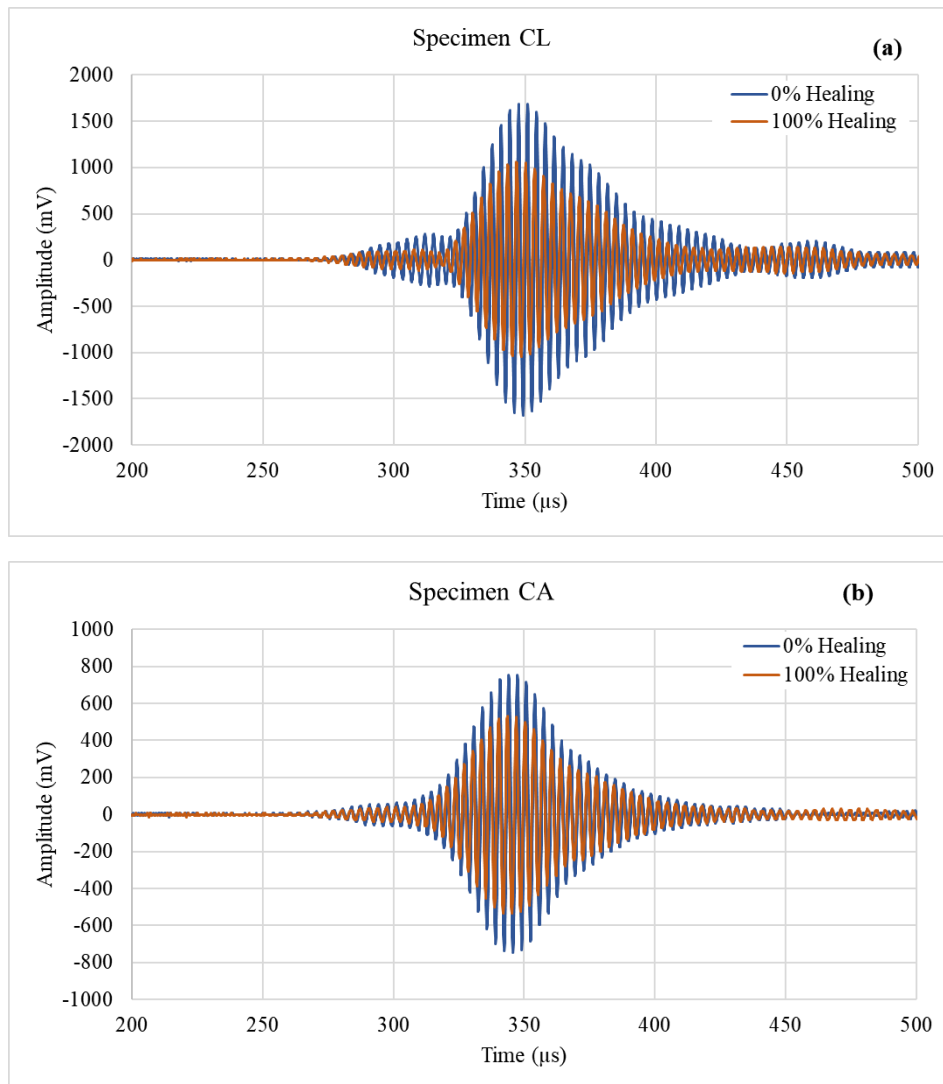 Specimen CL
(a)
2000
1500
1000
500
0
-500
-1000
-1500
-2000
Amplitude (mV)
0% Healing
100% Healing
200 250 300 350 400 450 500
Time (µs)
Specimen CA
(b)
1000
800
600
400
200
0
-200
-400
-600
-800
-1000
Amplitude (mV)
0% Healing
100% Healing
200 250 300 350 400 450 500
Time (µs)